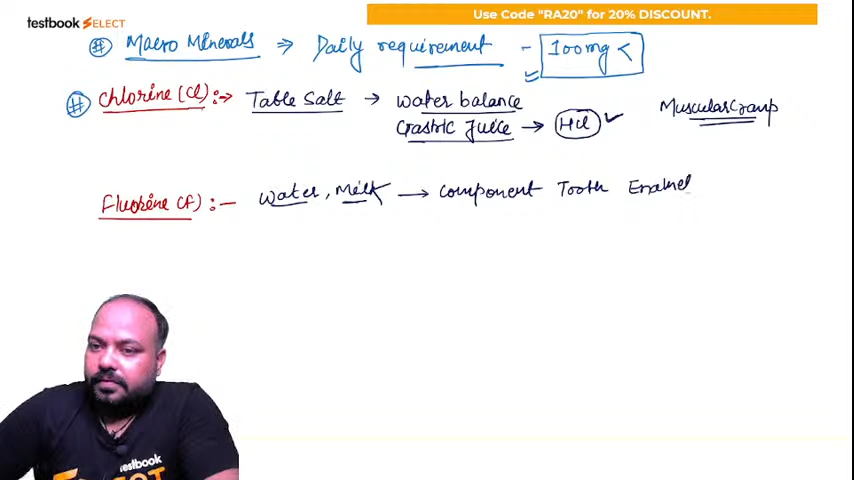 testbook SELECT
Use Code "RA20" for 20% DISCOUNT.
# Macro Minerals ⇒ Daily requirement - 100mg <
# Chlorine (Cl) :→ Table Salt → water balance
Gastric Juice → HCl ✓ Muscular Cramp
Fluorine (F) :- water, Milk → Component Tooth Enamel
testbook